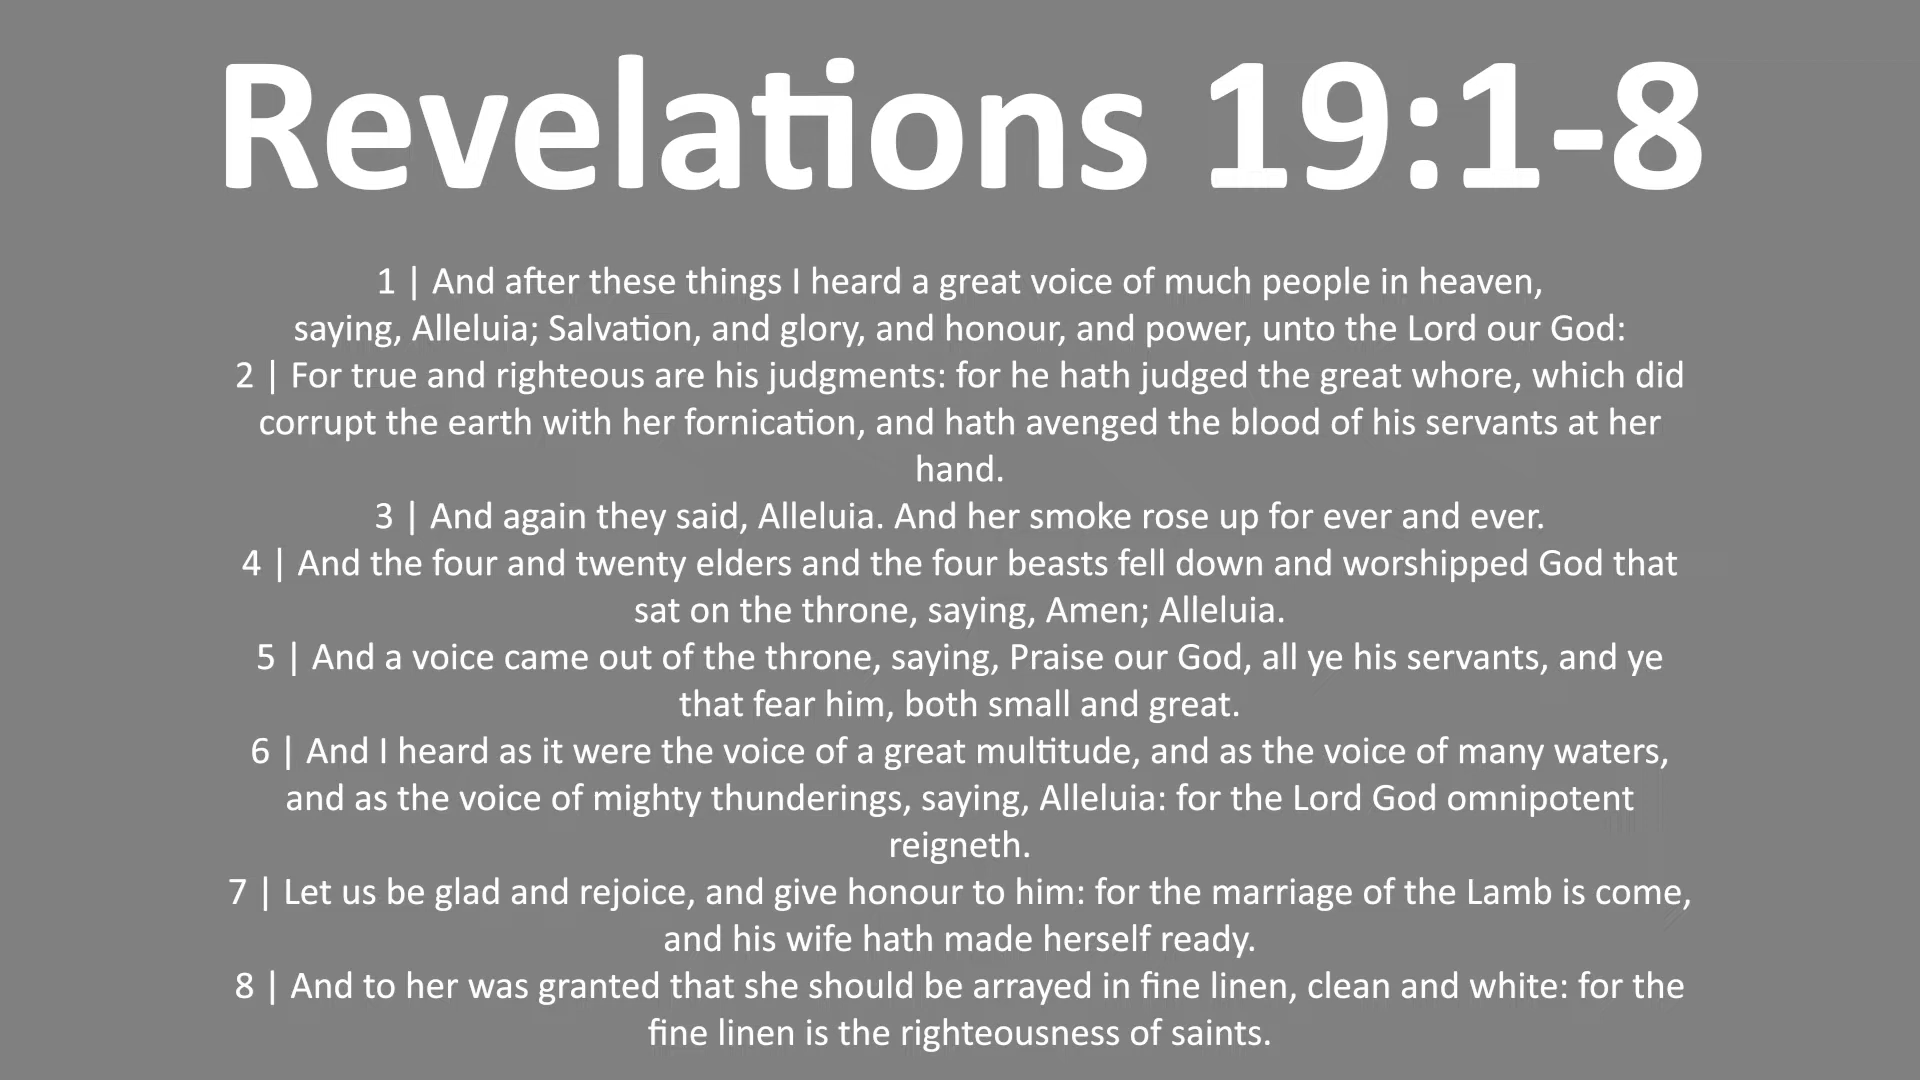 Revelations 19:1-8
1 | And after these things I heard a great voice of much people in heaven,
saying, Alleluia; Salvation, and glory, and honour, and power, unto the Lord our God:
2 | For true and righteous are his judgments: for he hath judged the great whore, which did
corrupt the earth with her fornication, and hath avenged the blood of his servants at her
hand.
3 | And again they said, Alleluia. And her smoke rose up for ever and ever.
4 | And the four and twenty elders and the four beasts fell down and worshipped God that
sat on the throne, saying, Amen; Alleluia.
5 | And a voice came out of the throne, saying, Praise our God, all ye his servants, and ye
that fear him, both small and great.
6 | And I heard as it were the voice of a great multitude, and as the voice of many waters,
and as the voice of mighty thunderings, saying, Alleluia: for the Lord God omnipotent
reigneth.
7 | Let us be glad and rejoice, and give honour to him: for the marriage of the Lamb is come,
and his wife hath made herself ready.
8 | And to her was granted that she should be arrayed in fine linen, clean and white: for the
fine linen is the righteousness of saints.